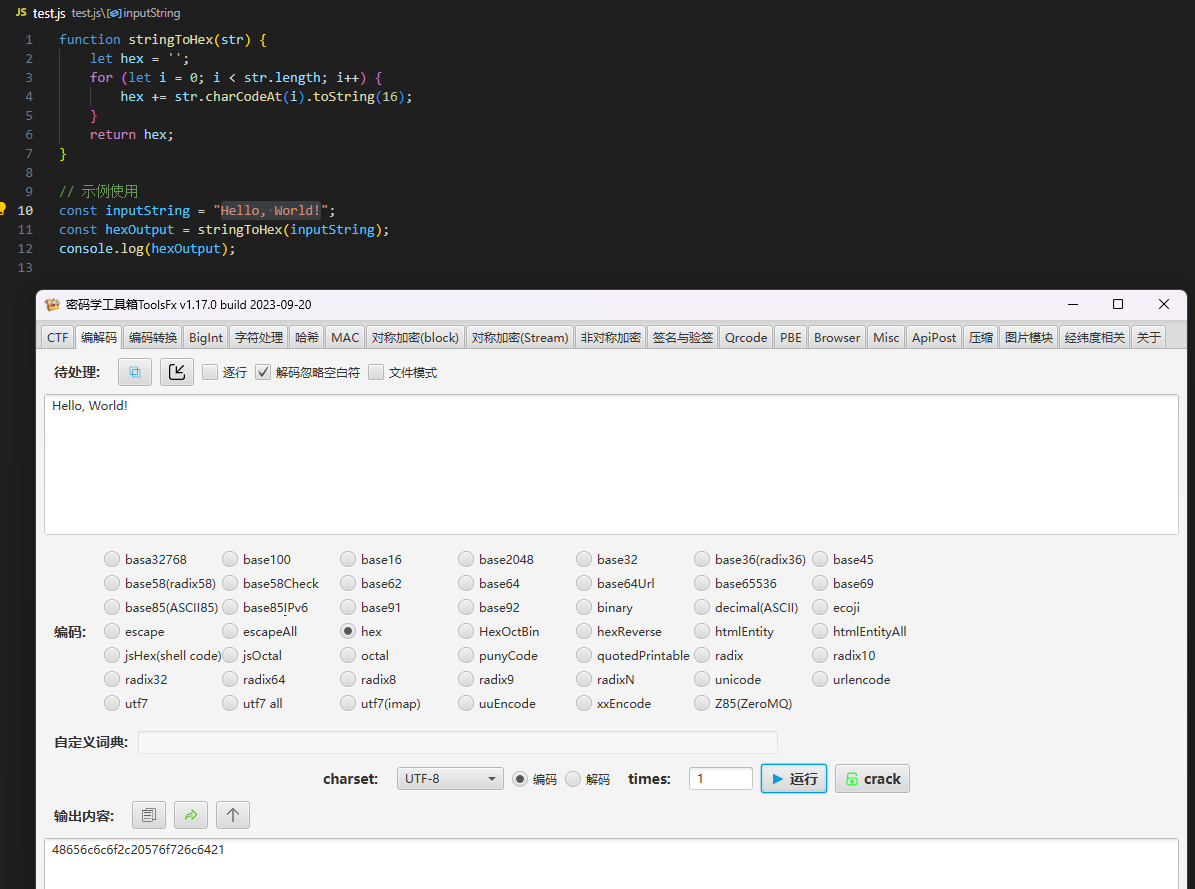 JS test.js test.js\[⊘]inputString
1 function stringToHex(str) {
2     let hex = '';
3     for (let i = 0; i < str.length; i++) {
4         hex += str.charCodeAt(i).toString(16);
5     }
6     return hex;
7 }
8
9 // 示例使用
10 const inputString = "Hello, World!";
11 const hexOutput = stringToHex(inputString);
12 console.log(hexOutput);
13
密码学工具箱ToolsFx v1.17.0 build 2023-09-20
CTF 编解码 编码转换 BigInt 字符处理 哈希 MAC 对称加密(block) 对称加密(Stream) 非对称加密 签名与验签 Qrcode PBE Browser Misc ApiPost 压缩 图片模块 经纬度相关 关于
待处理: 逐行 解码忽略空白符 文件模式
Hello, World!
basa32768 base100 base16 base2048 base32 base36(radix36) base45
base58(radix58) base58Check base62 base64 base64Url base65536 base69
base85(ASCII85) base85IPv6 base91 base92 binary decimal(ASCII) ecoji
编码: escape escapeAll hex HexOctBin hexReverse htmlEntity htmlEntityAll
jsHex(shell code) jsOctal octal punyCode quotedPrintable radix radix10
radix32 radix64 radix8 radix9 radixN unicode urlencode
utf7 utf7 all utf7(imap) uuEncode xxEncode Z85(ZeroMQ)
自定义词典:
charset: UTF-8 编码 解码 times: 1 运行 crack
输出内容:
48656c6c6f2c20576f726c6421